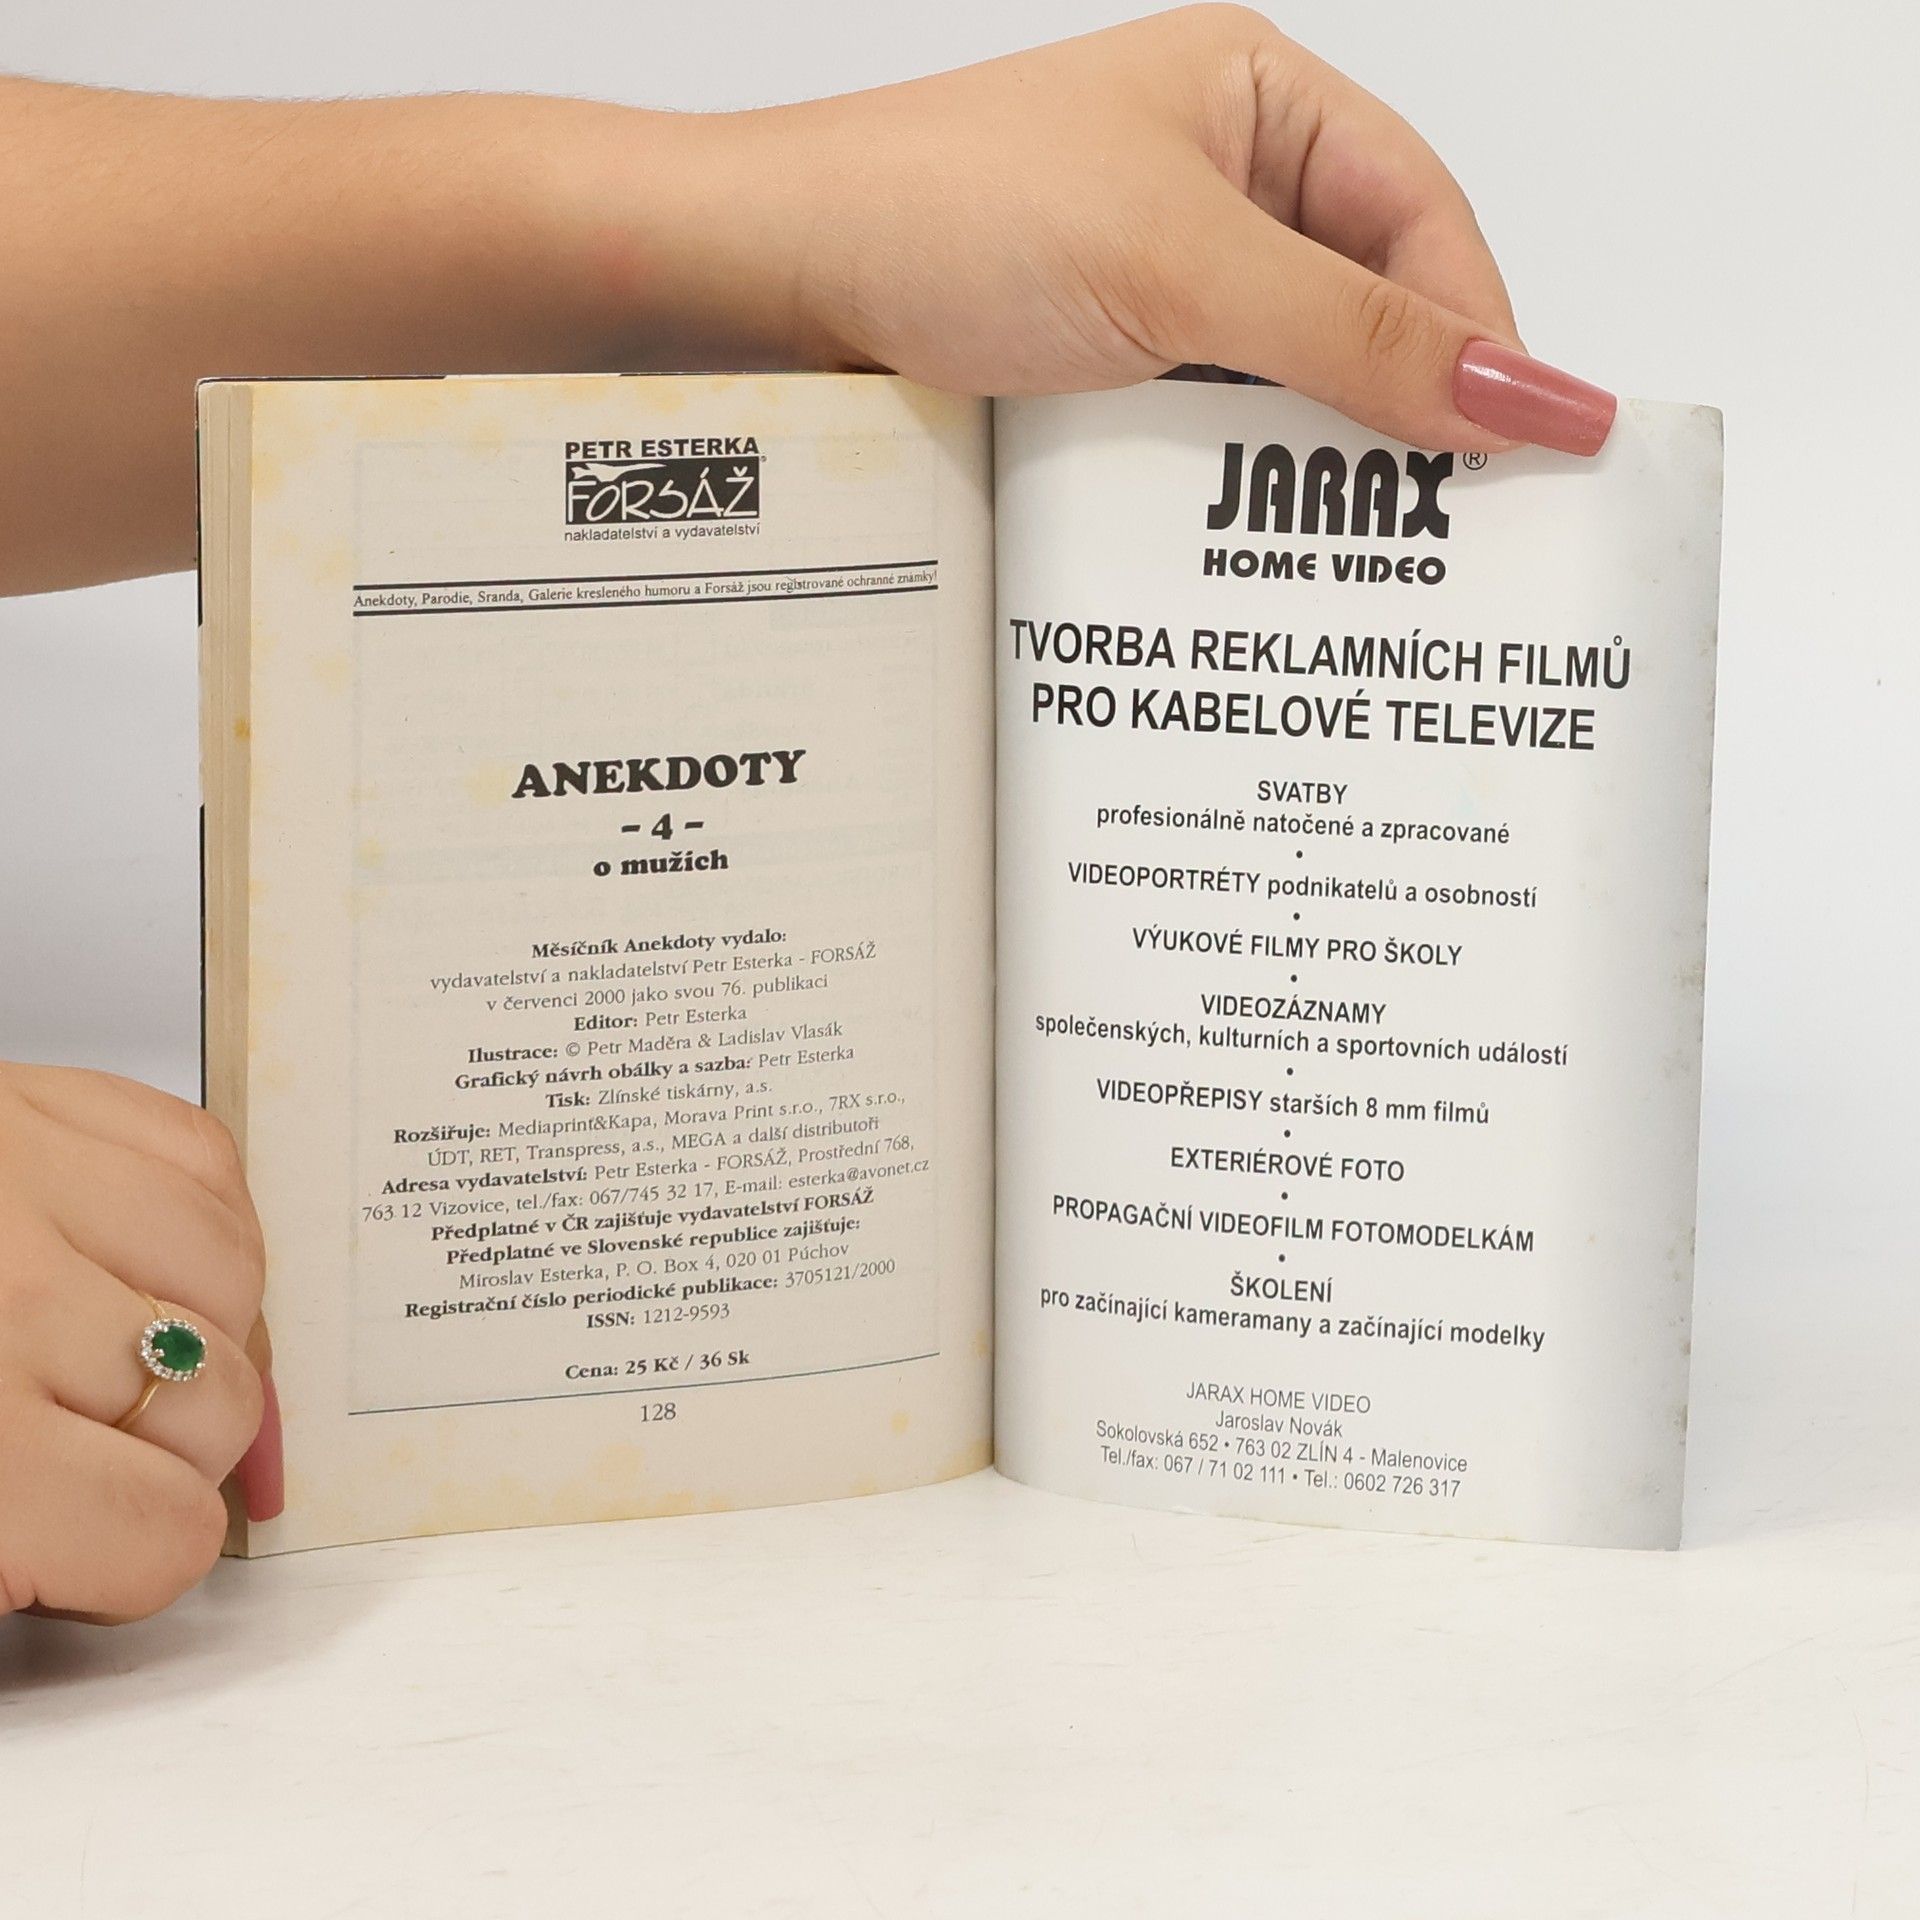 PETR ESTERKA
FORSÁŽ
®
nakladatelství a vydavatelství
Anekdoty, Parodie, Sranda, Galerie kresleného humoru a Forsáž jsou registrované ochranné známky!
ANEKDOTY
– 4 –
o mužích
Měsíčník Anekdoty vydalo:
vydavatelství a nakladatelství Petr Esterka - FORSÁŽ
v červenci 2000 jako svou 76. publikaci
Editor: Petr Esterka
Ilustrace: © Petr Maděra & Ladislav Vlasák
Grafický návrh obálky a sazba: Petr Esterka
Tisk: Zlínské tiskárny, a.s.
Rozšiřuje: Mediaprint&Kapa, Morava Print s.r.o., 7RX s.r.o.,
ÚDT, RET, Transpress, a.s., MEGA a další distributoři
Adresa vydavatelství: Petr Esterka - FORSÁŽ, Prostřední 768,
763 12 Vizovice, tel./fax: 067/745 32 17, E-mail: esterka@avonet.cz
Předplatné v ČR zajišťuje vydavatelství FORSÁŽ
Předplatné ve Slovenské republice zajišťuje:
Miroslav Esterka, P. O. Box 4, 020 01 Púchov
Registrační číslo periodické publikace: 3705121/2000
ISSN: 1212-9593
Cena: 25 Kč / 36 Sk
128
JARAX ®
HOME VIDEO
TVORBA REKLAMNÍCH FILMŮ
PRO KABELOVÉ TELEVIZE
SVATBY
profesionálně natočené a zpracované
•
VIDEOPORTRÉTY podnikatelů a osobností
•
VÝUKOVÉ FILMY PRO ŠKOLY
•
VIDEOZÁZNAMY
společenských, kulturních a sportovních událostí
•
VIDEOPŘEPISY starších 8 mm filmů
•
EXTERIÉROVÉ FOTO
•
PROPAGAČNÍ VIDEOFILM FOTOMODELKÁM
•
ŠKOLENÍ
pro začínající kameramany a začínající modelky
JARAX HOME VIDEO
Jaroslav Novák
Sokolovská 652 • 763 02 ZLÍN 4 - Malenovice
Tel./fax: 067 / 71 02 111 • Tel.: 0602 726 317